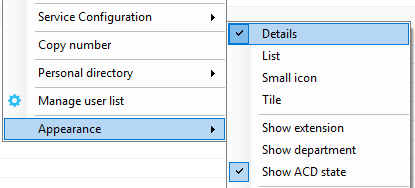 Service Configuration
Copy number
Personal directory
Manage user list
Appearance
Details
List
Small icon
Tile
Show extension
Show department
Show ACD state